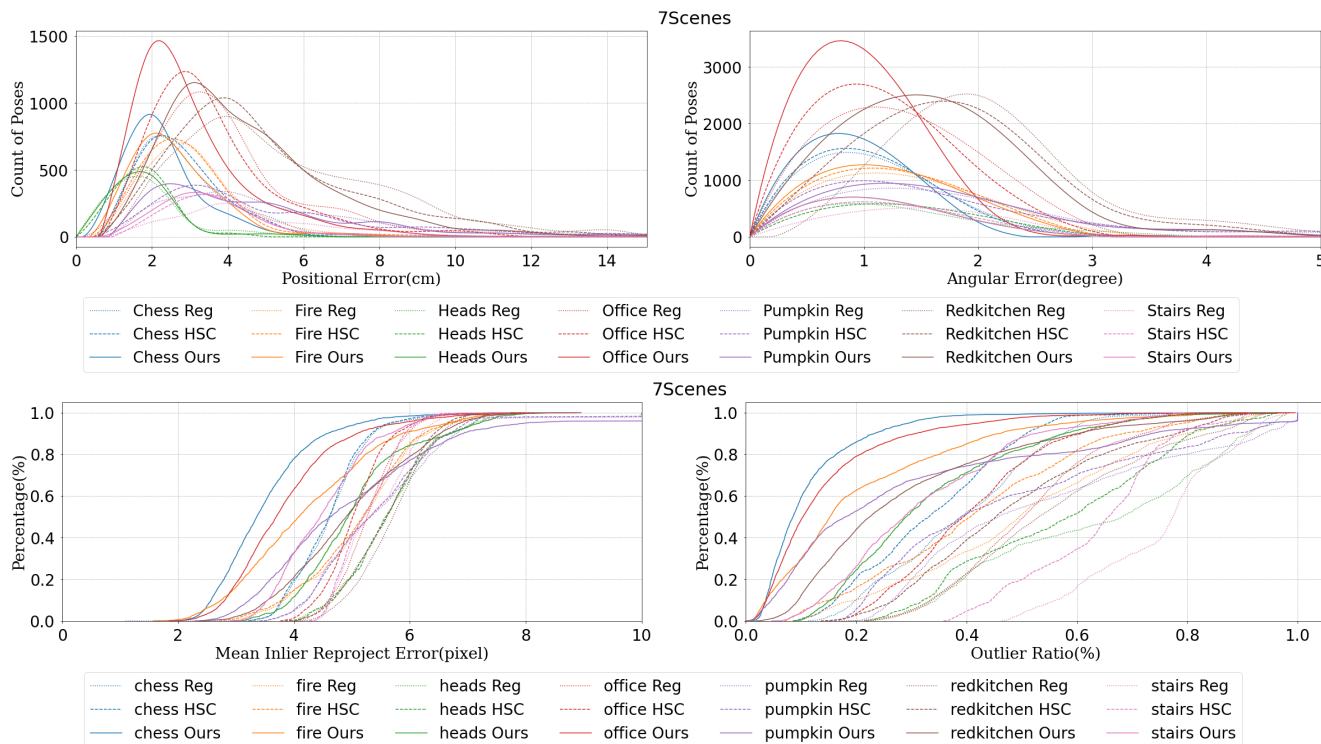 7Scenes
1500
1000
500
0
Count of Poses
0 2 4 6 8 10 12 14
Positional Error(cm)
3000
2000
1000
0
Count of Poses
0 1 2 3 4 5
Angular Error(degree)
Chess Reg Fire Reg Heads Reg Office Reg Pumpkin Reg Redkitchen Reg Stairs Reg
Chess HSC Fire HSC Heads HSC Office HSC Pumpkin HSC Redkitchen HSC Stairs HSC
Chess Ours Fire Ours Heads Ours Office Ours Pumpkin Ours Redkitchen Ours Stairs Ours
7Scenes
1.0
0.8
0.6
0.4
0.2
0.0
Percentage(%)
0 2 4 6 8 10
Mean Inlier Reproject Error(pixel)
1.0
0.8
0.6
0.4
0.2
0.0
Percentage(%)
0.0 0.2 0.4 0.6 0.8 1.0
Outlier Ratio(%)
chess Reg fire Reg heads Reg office Reg pumpkin Reg redkitchen Reg stairs Reg
chess HSC fire HSC heads HSC office HSC pumpkin HSC redkitchen HSC stairs HSC
chess Ours fire Ours heads Ours office Ours pumpkin Ours redkitchen Ours stairs Ours